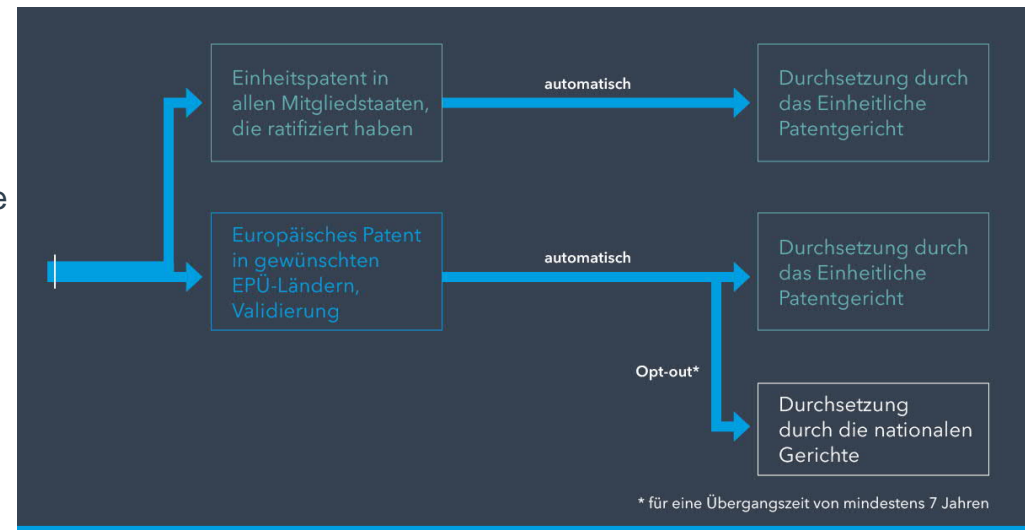 Einheitspatent in
allen Mitgliedstaaten,
die ratifiziert haben
automatisch
Durchsetzung durch
das Einheitliche
Patentgericht
e
Europäisches Patent
in gewünschten
EPÜ-Ländern,
Validierung
automatisch
Durchsetzung durch
das Einheitliche
Patentgericht
Opt-out*
Durchsetzung
durch die nationalen
Gerichte
* für eine Übergangszeit von mindestens 7 Jahren